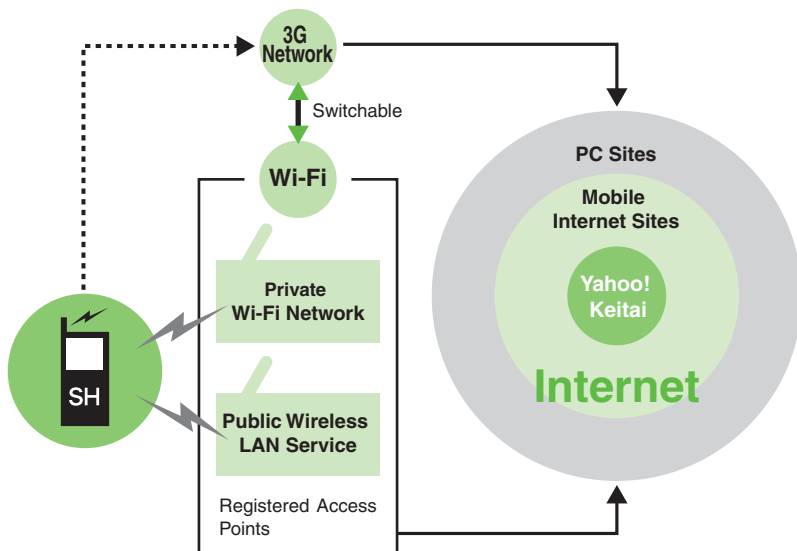 3G
Network
Switchable
Wi-Fi
Private
Wi-Fi Network
SH
Public Wireless
LAN Service
Registered Access
Points
PC Sites
Mobile
Internet Sites
Yahoo!
Keitai
Internet